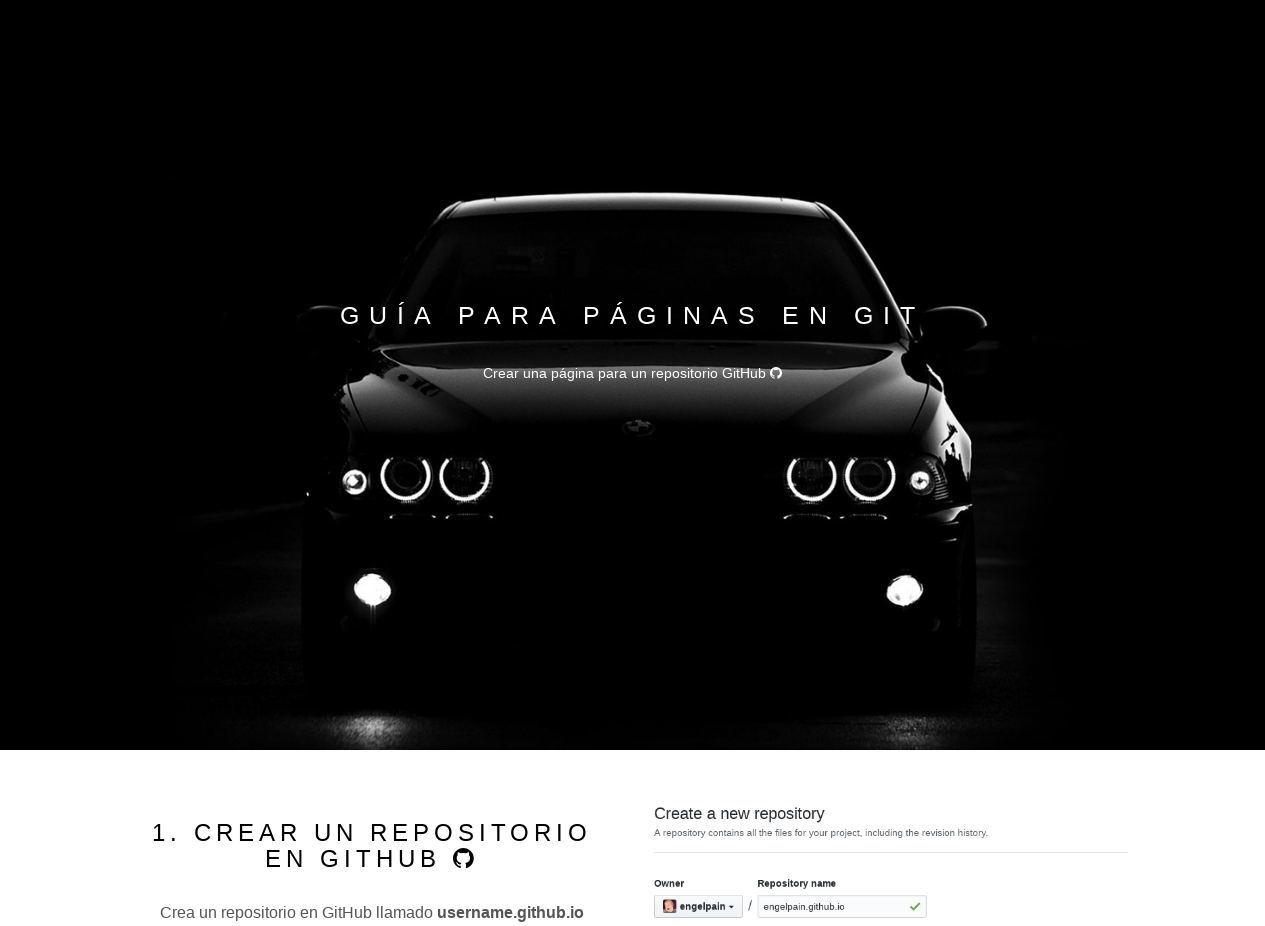 GUÍA PARA PÁGINAS EN GIT
Crear una página para un repositorio GitHub
1. CREAR UN REPOSITORIO
EN GITHUB
Crea un repositorio en GitHub llamado username.github.io
Create a new repository
A repository contains all the files for your project, including the revision history.
Owner Repository name
engelpain / engelpain.github.io